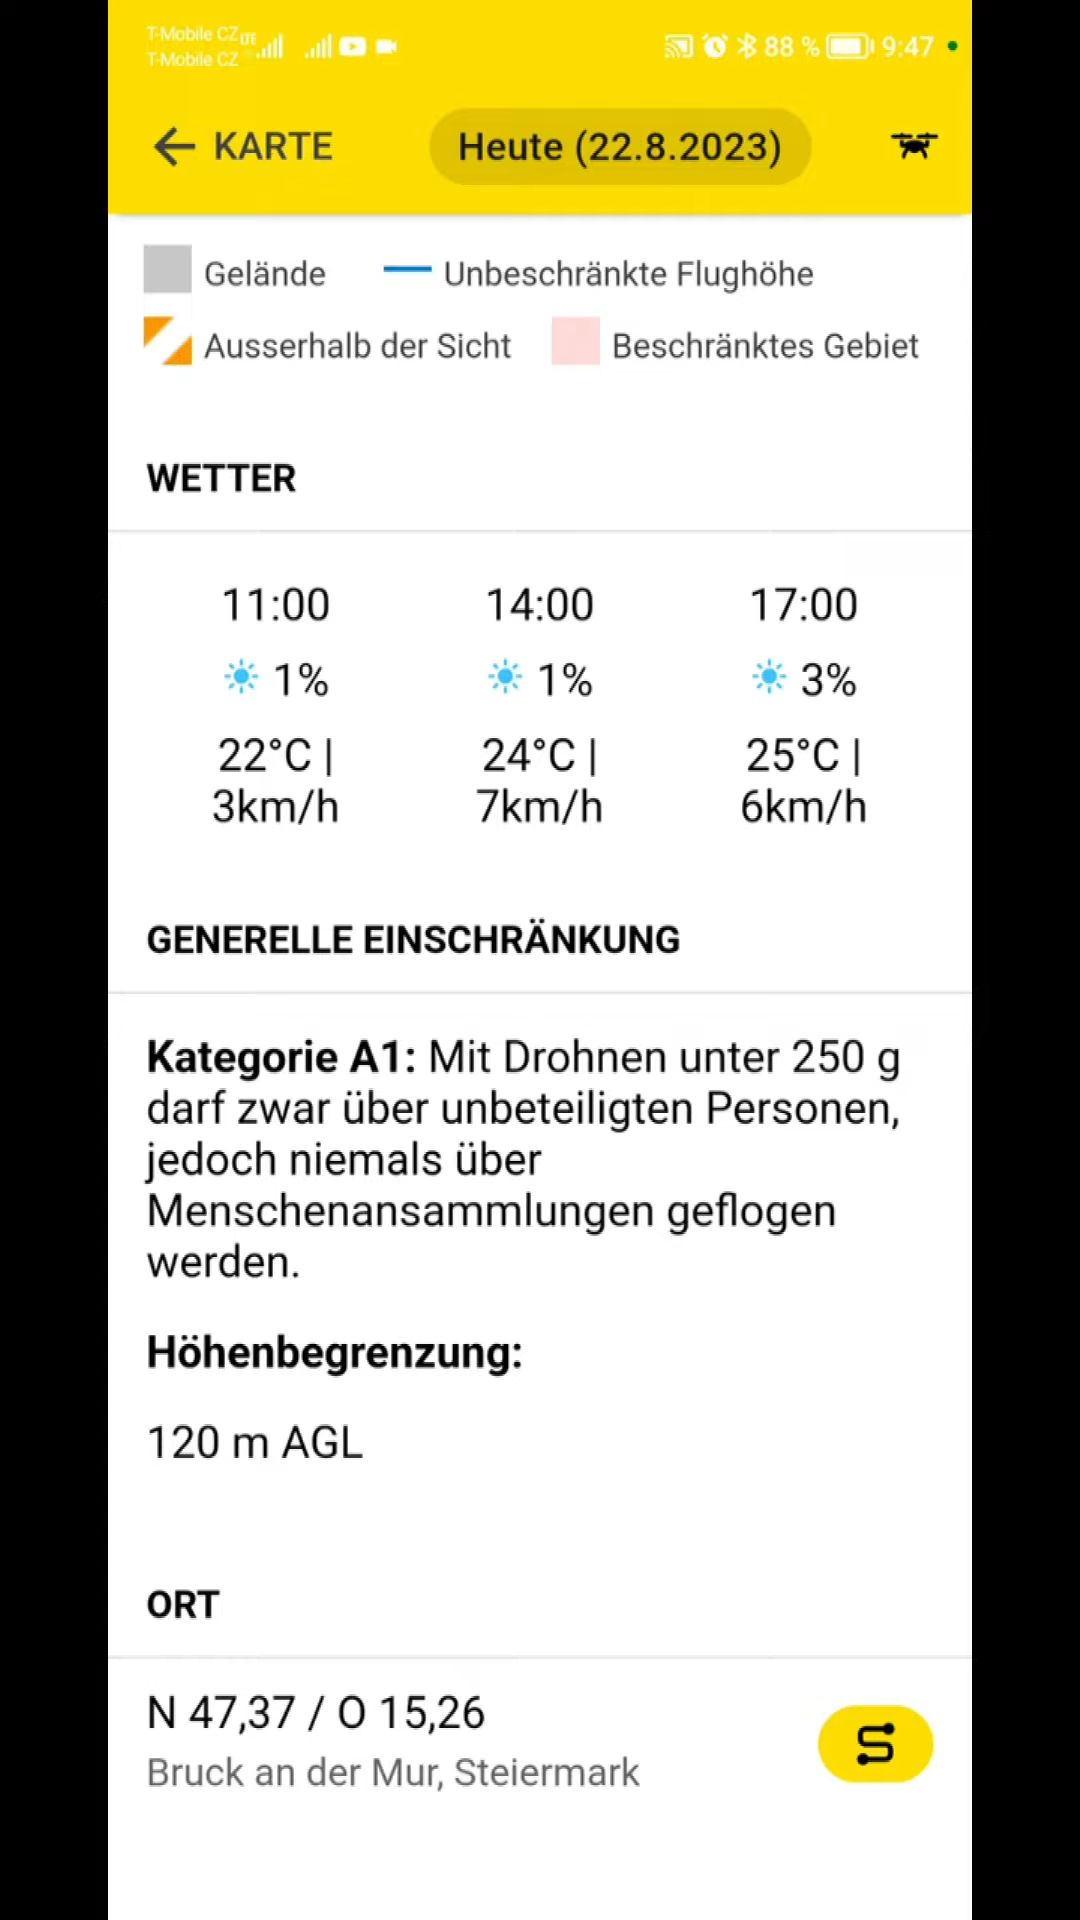 T-Mobile CZ LTE
T-Mobile CZ
88 % 9:47
KARTE Heute (22.8.2023)
Gelände Unbeschränkte Flughöhe
Ausserhalb der Sicht Beschränktes Gebiet
WETTER
11:00 14:00 17:00
1% 1% 3%
22°C | 24°C | 25°C |
3km/h 7km/h 6km/h
GENERELLE EINSCHRÄNKUNG
Kategorie A1: Mit Drohnen unter 250 g
darf zwar über unbeteiligten Personen,
jedoch niemals über
Menschenansammlungen geflogen
werden.
Höhenbegrenzung:
120 m AGL
ORT
N 47,37 / O 15,26
Bruck an der Mur, Steiermark